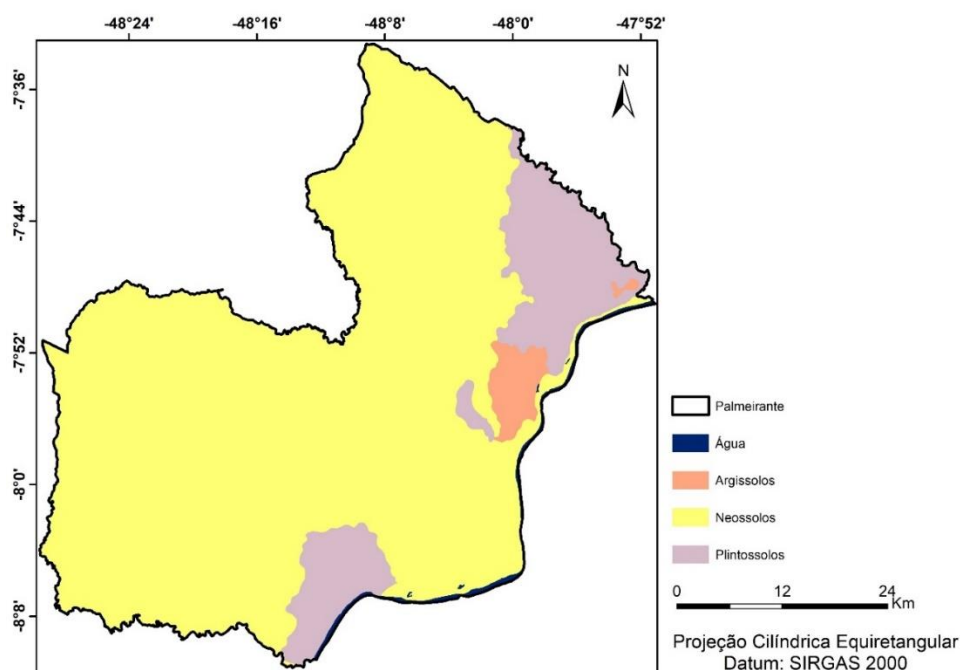 -48°24' -48°16' -48°8' -48°0' -47°52'
-7°36'
-7°44'
-7°52'
-8°0'
-8°8'
N
Palmeirante
Água
Argissolos
Neossolos
Plintossolos
0 12 24
Km
Projeção Cilíndrica Equiretangular
Datum: SIRGAS 2000